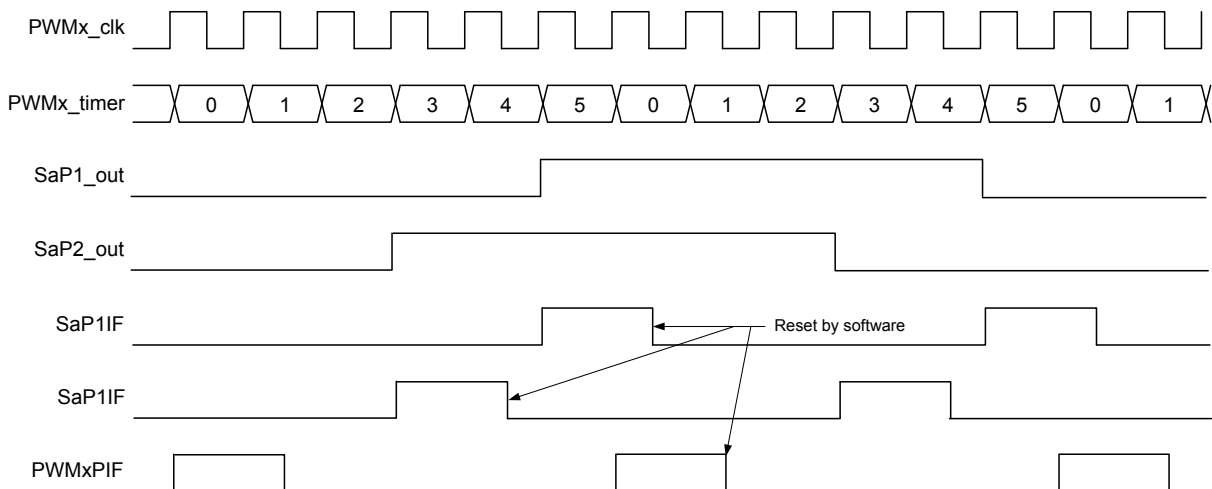 PWMx_clk
PWMx_timer 0 1 2 3 4 5 0 1 2 3 4 5 0 1
SaP1_out
SaP2_out
SaP1IF Reset by software
SaP1IF
PWMxPIF